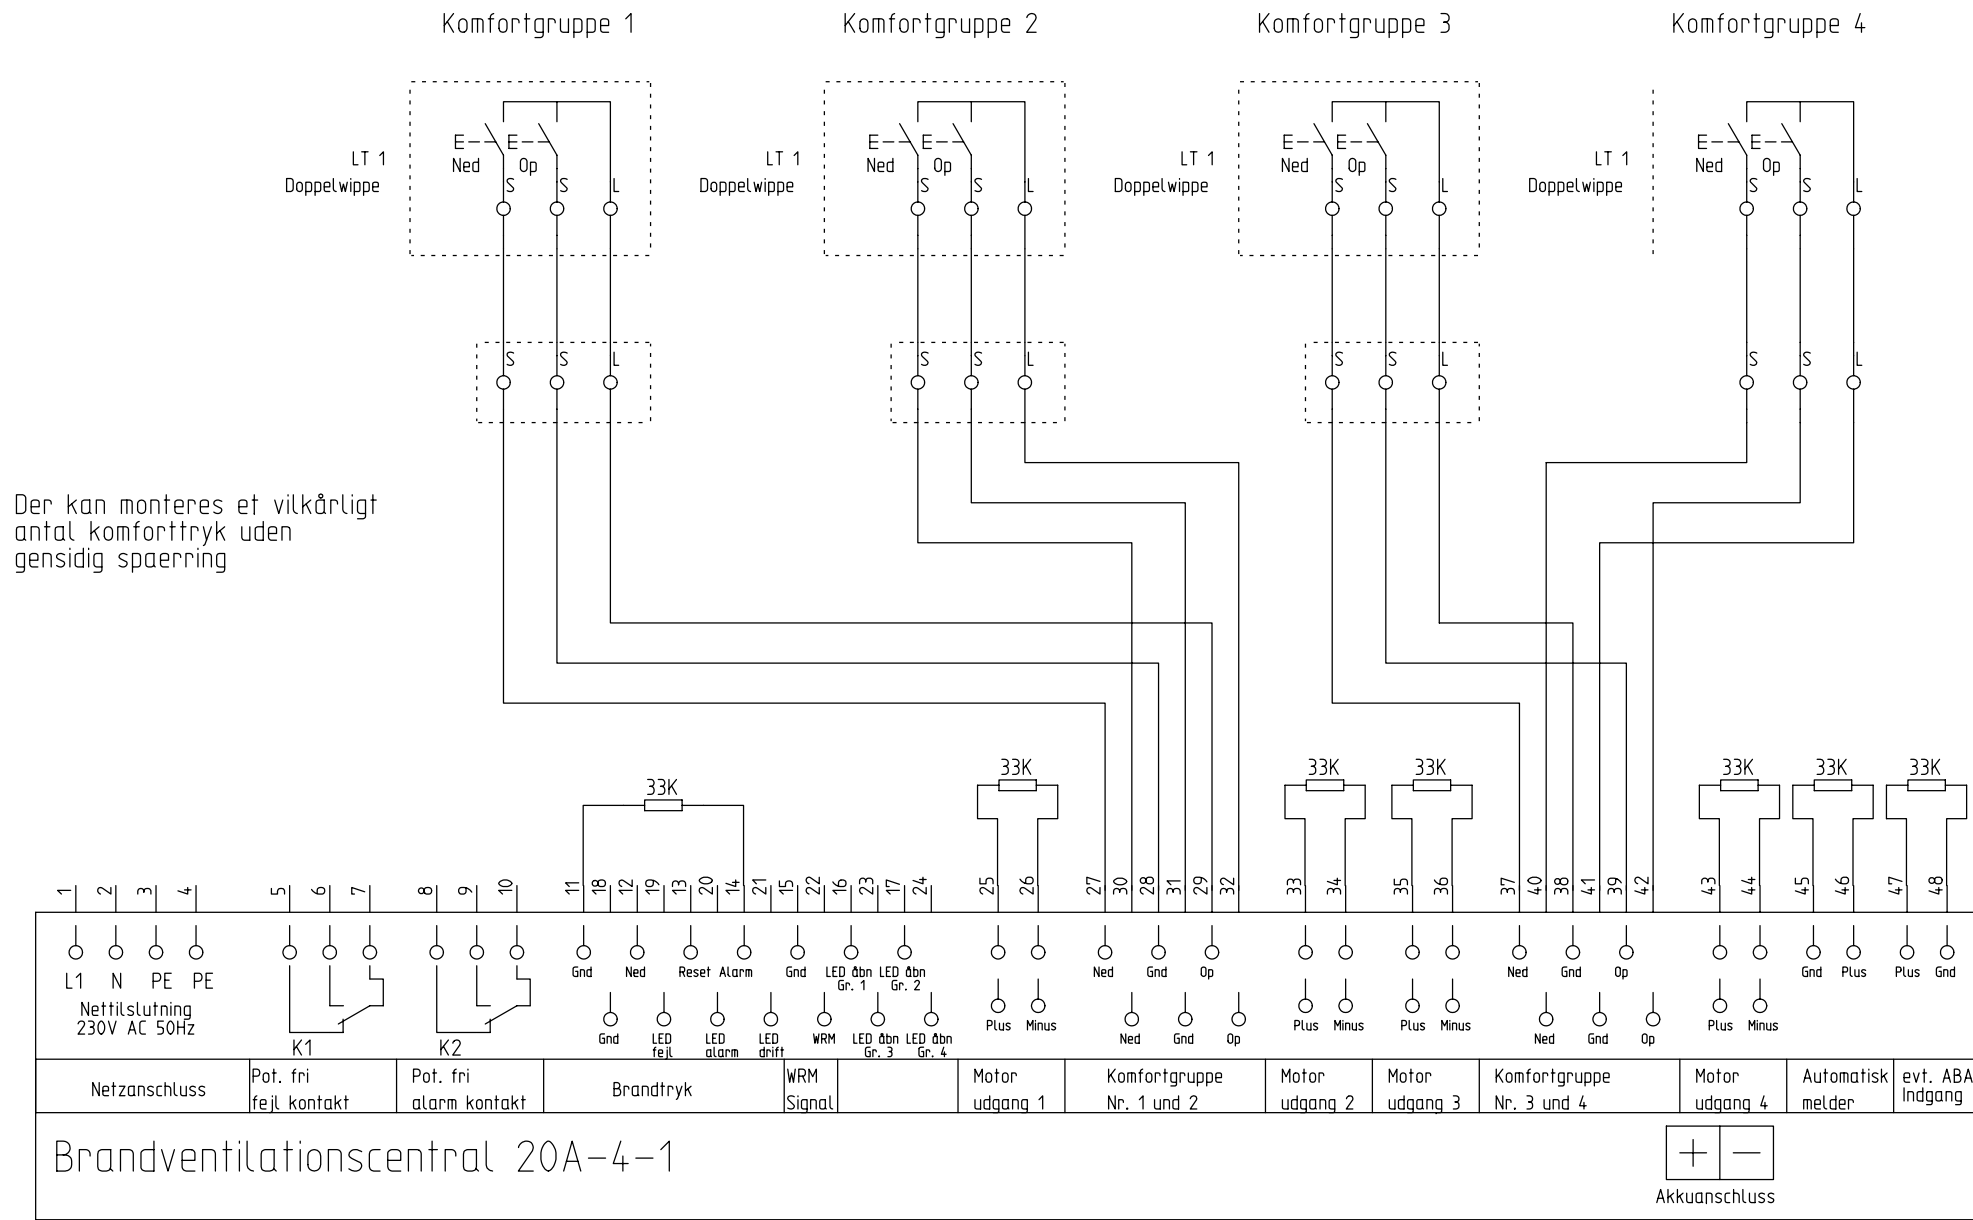 Komfortgruppe 1
Komfortgruppe 2
Komfortgruppe 3
Komfortgruppe 4
LT 1
Doppelwippe
E
E
Ned
Op
S
S
L
LT 1
Doppelwippe
E
E
Ned
Op
S
S
L
LT 1
Doppelwippe
E
E
Ned
Op
S
S
L
LT 1
Doppelwippe
E
E
Ned
Op
S
S
L
S
S
L
S
S
L
S
S
L
S
S
L
Der kan monteres et vilkårligt
antal komforttryk uden
gensidig spaerring
33K
33K
33K
33K
33K
33K
33K
1
2
3
4
5
6
7
8
9
10
11
18
12
19
13
20
14
21
15
22
16
23
17
24
25
26
27
30
28
31
29
32
33
34
35
36
37
40
38
41
39
42
43
44
45
46
47
48
L1
N
PE
PE
Nettilslutning
230V AC 50Hz
K1
K2
Gnd
Ned
Reset
Alarm
Gnd
LED åbn
Gr. 1
LED åbn
Gr. 2
Gnd
LED
fejl
LED
alarm
LED
drift
WRM
LED åbn
Gr. 3
LED åbn
Gr. 4
Plus
Minus
Ned
Gnd
Op
Ned
Gnd
Op
Plus
Minus
Plus
Minus
Ned
Gnd
Op
Ned
Gnd
Op
Plus
Minus
Gnd
Plus
Plus
Gnd
Netzanschluss
Pot. fri
fejl kontakt
Pot. fri
alarm kontakt
Brandtryk
WRM
Signal
Motor
udgang 1
Komfortgruppe
Nr. 1 und 2
Motor
udgang 2
Motor
udgang 3
Komfortgruppe
Nr. 3 und 4
Motor
udgang 4
Automatisk
melder
evt. ABA
Indgang
Brandventilationscentral 20A-4-1
+
−
Akkuanschluss